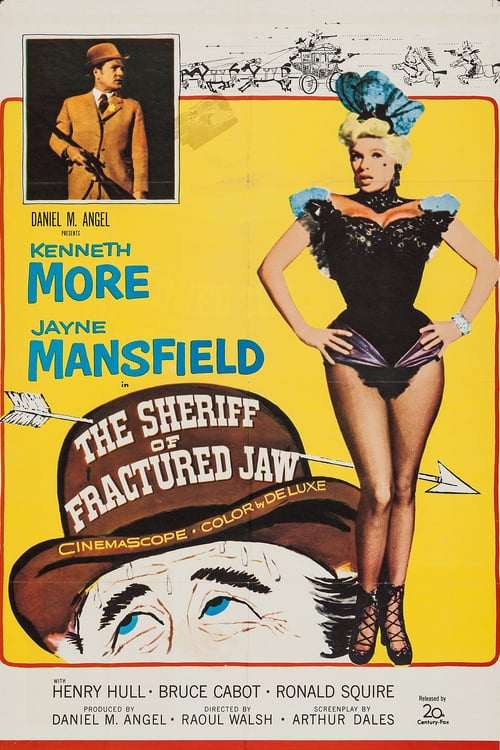 DANIEL M. ANGEL
PRESENTS
KENNETH
MORE
JAYNE
MANSFIELD
in
THE SHERIFF
OF
FRACTURED JAW
CINEMASCOPE • COLOR by DE LUXE
WITH
HENRY HULL • BRUCE CABOT • RONALD SQUIRE
PRODUCED BY
DANIEL M. ANGEL •
DIRECTED BY
RAOUL WALSH •
SCREENPLAY BY
ARTHUR DALES
Released by
20th
Century-Fox